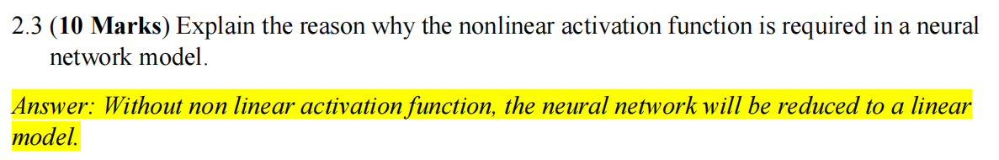 2.3 (10 Marks) Explain the reason why the nonlinear activation function is required in a neural
network model.
Answer: Without non linear activation function, the neural network will be reduced to a linear
model.